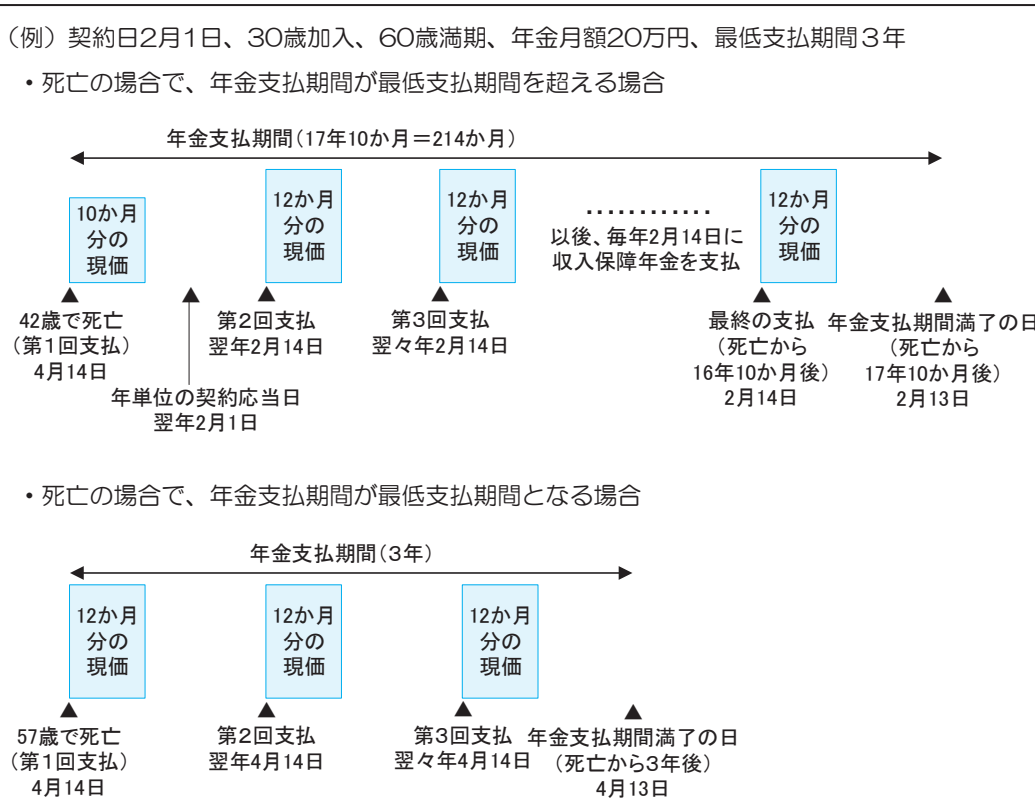 （例）契約日2月1日、30歳加入、60歳満期、年金月額20万円、最低支払期間３年
・死亡の場合で、年金支払期間が最低支払期間を超える場合
年金支払期間（17年10か月＝214か月）
10か月
分の
現価
12か月
分の
現価
12か月
分の
現価
…………
以後、毎年2月14日に
収入保障年金を支払
12か月
分の
現価
42歳で死亡
（第１回支払）
4月14日
年単位の契約応当日
翌年2月1日
第２回支払
翌年2月14日
第３回支払
翌々年2月14日
最終の支払
（死亡から
16年10か月後）
2月14日
年金支払期間満了の日
（死亡から
17年10か月後）
2月13日
・死亡の場合で、年金支払期間が最低支払期間となる場合
年金支払期間（３年）
12か月
分の
現価
12か月
分の
現価
12か月
分の
現価
57歳で死亡
（第１回支払）
4月14日
第２回支払
翌年4月14日
第３回支払
翌々年4月14日
年金支払期間満了の日
（死亡から3年後）
4月13日